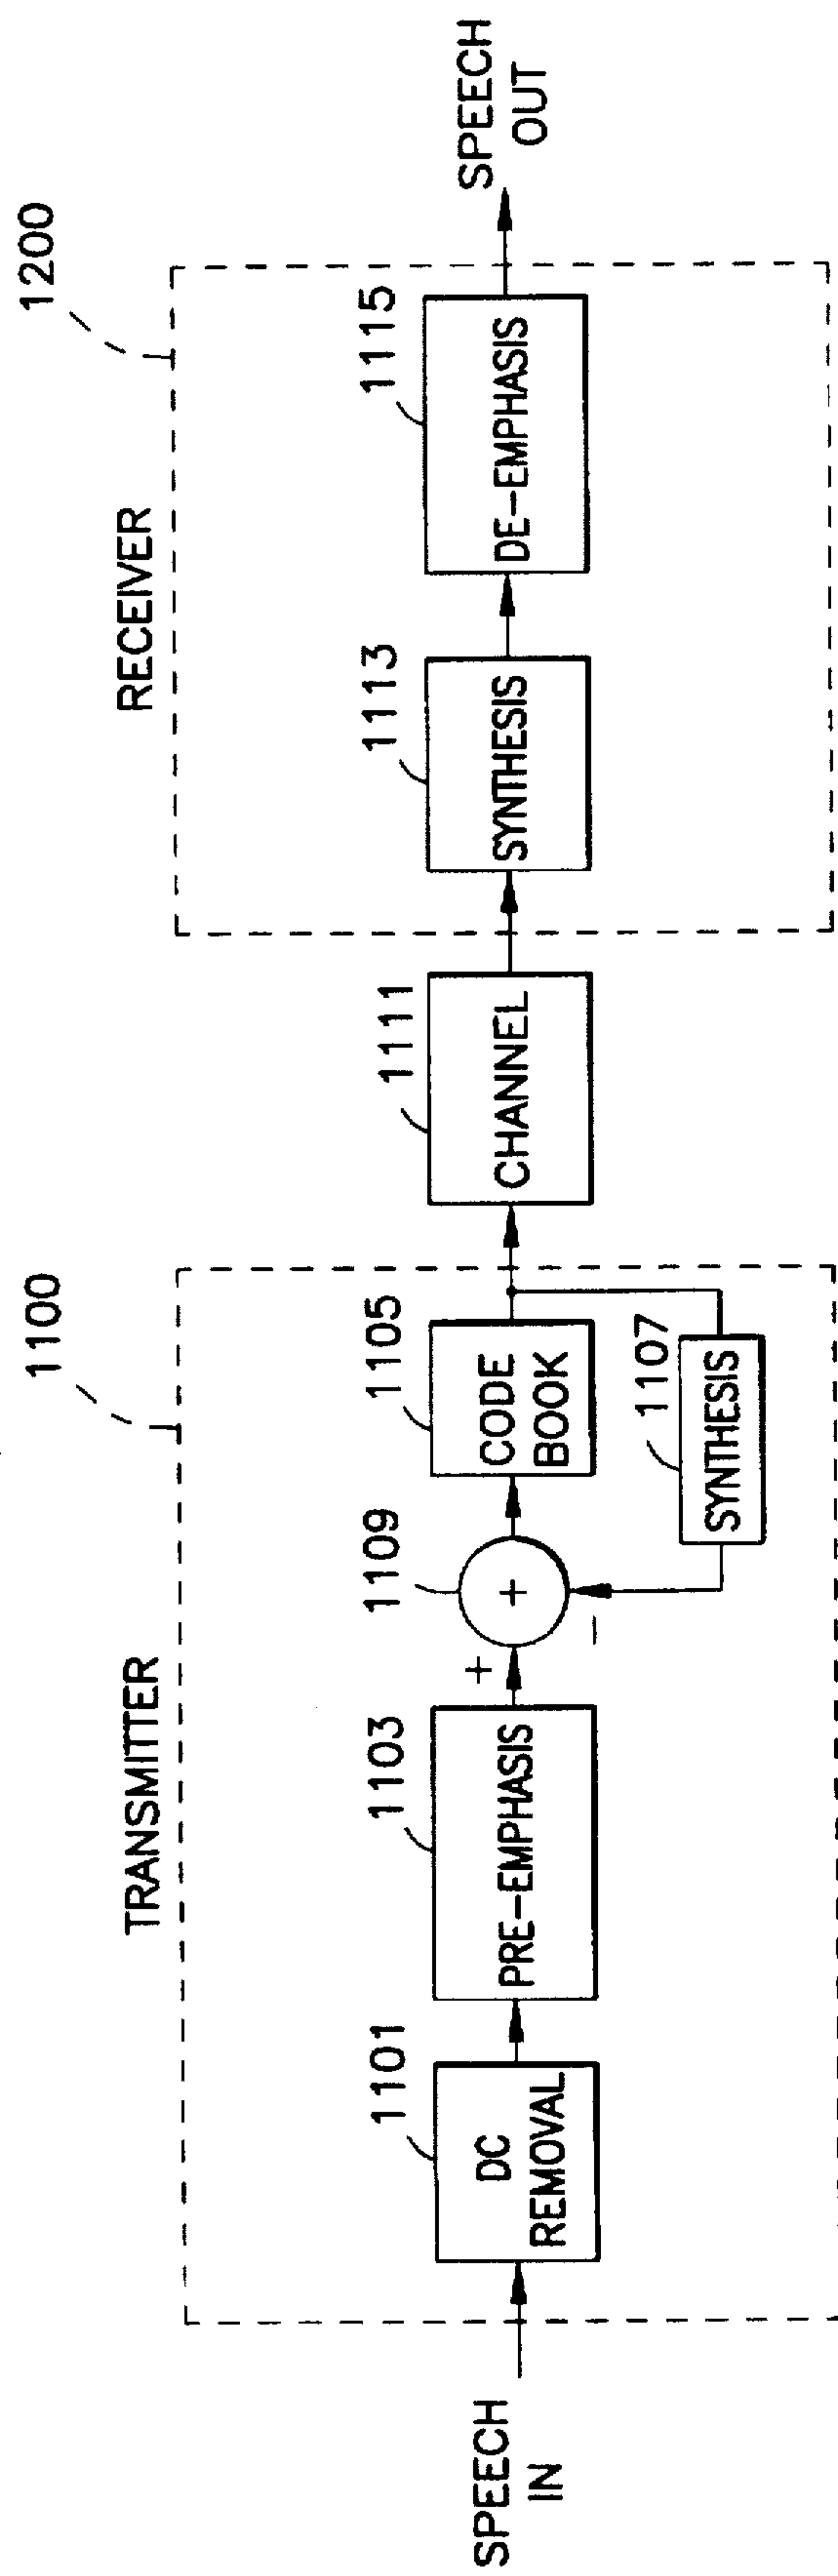 1100
TRANSMITTER
1200
RECEIVER
SPEECH
IN
1101
DC
REMOVAL
1103
PRE-EMPHASIS
1109
+
+
−
1105
CODE
BOOK
1107
SYNTHESIS
1111
CHANNEL
1113
SYNTHESIS
1115
DE-EMPHASIS
SPEECH
OUT